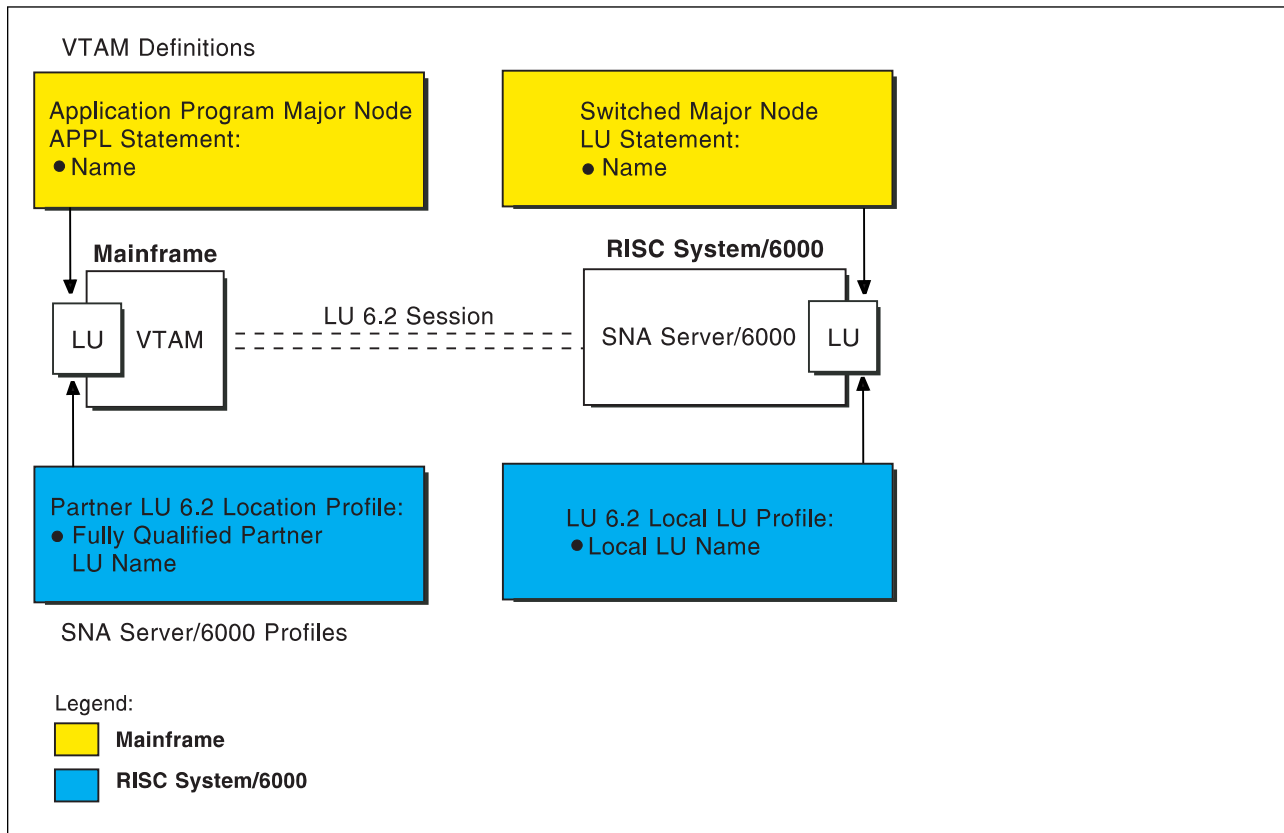 VTAM Definitions
Application Program Major Node
APPL Statement:
● Name
Switched Major Node
LU Statement:
● Name
Mainframe
RISC System/6000
LU
VTAM
LU 6.2 Session
SNA Server/6000
LU
Partner LU 6.2 Location Profile:
● Fully Qualified Partner
LU Name
LU 6.2 Local LU Profile:
● Local LU Name
SNA Server/6000 Profiles
Legend:
Mainframe
RISC System/6000